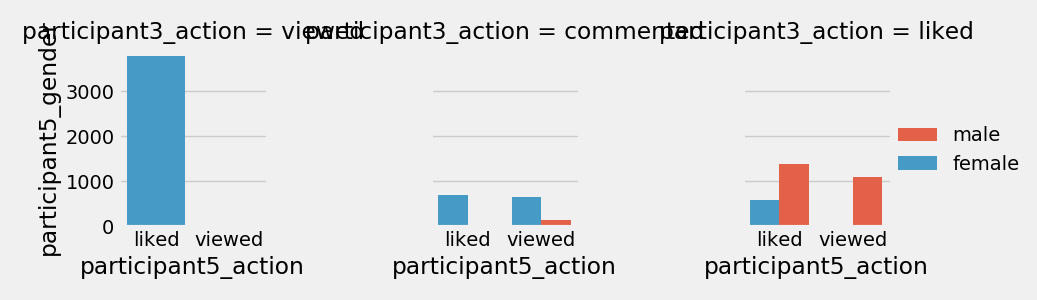 participant3_action = viewed
participant3_action = commented
participant3_action = liked
participant5_gender
3000
2000
1000
0
liked
viewed
liked
viewed
liked
viewed
participant5_action
participant5_action
participant5_action
male
female